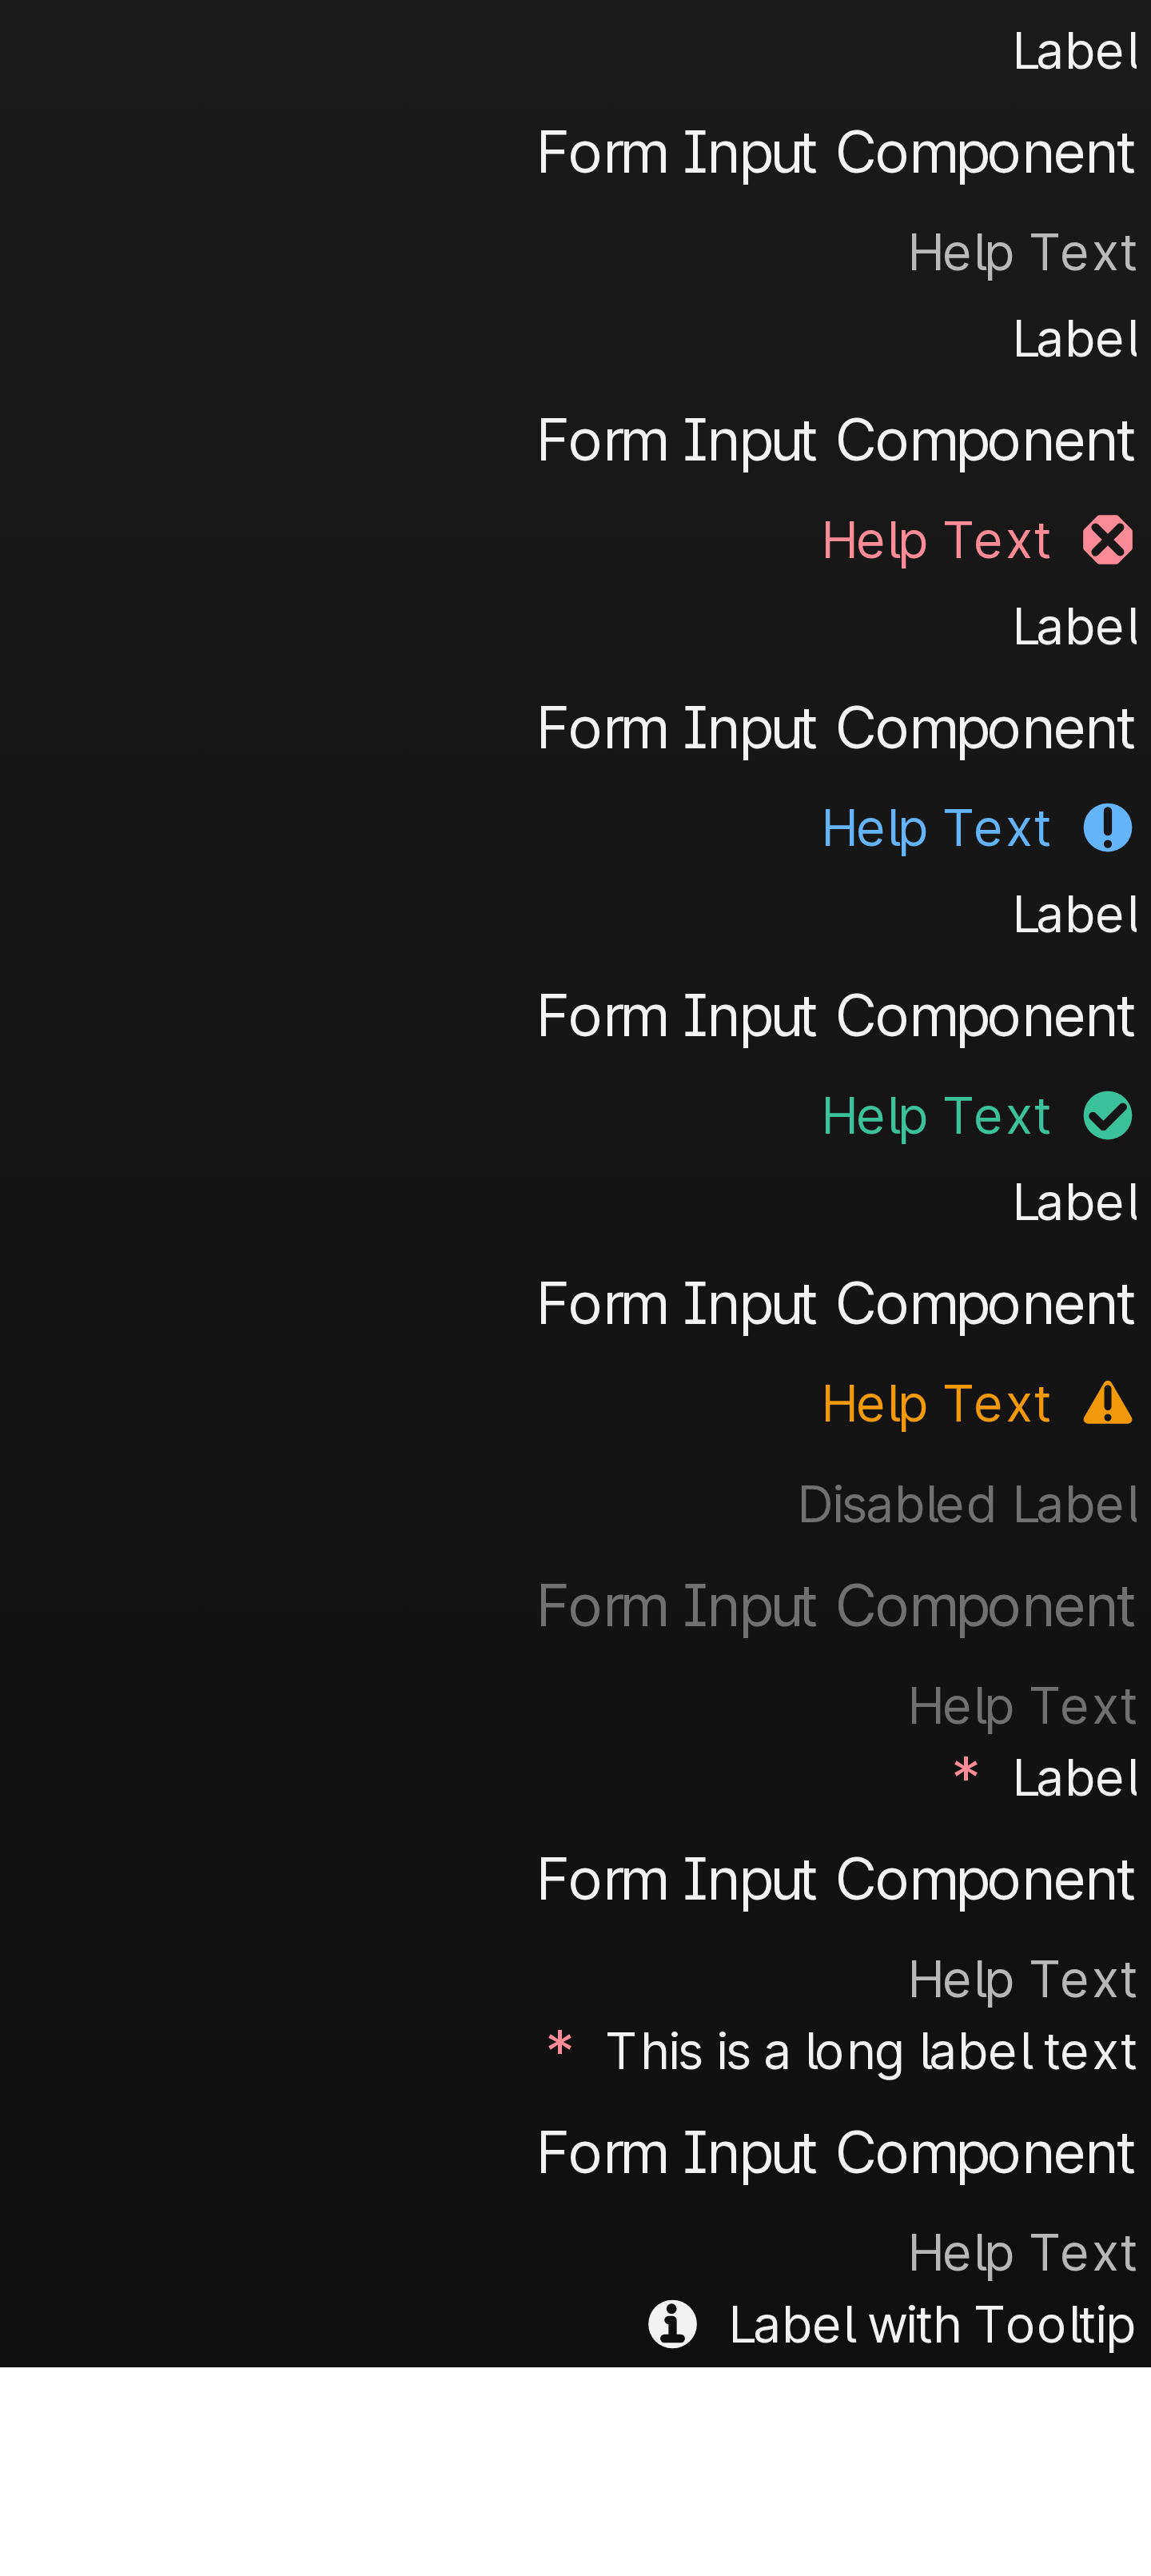 Label
Form Input Component
Help Text
Label
Form Input Component
Help Text
Label
Form Input Component
Help Text
Label
Form Input Component
Help Text
Label
Form Input Component
Help Text
Disabled Label
Form Input Component
Help Text
* Label
Form Input Component
Help Text
* This is a long label text
Form Input Component
Help Text
Label with Tooltip